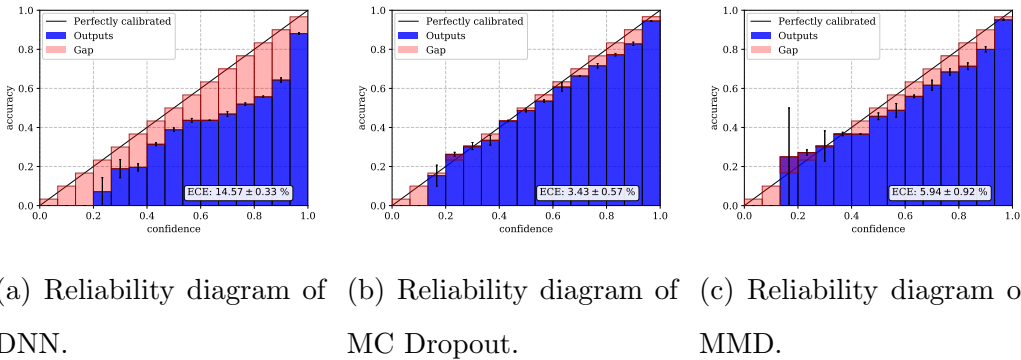 1.0
0.8
0.6
0.4
0.2
0.0
accuracy
Perfectly calibrated
Outputs
Gap
ECE: 14.57 ± 0.33 %
0.0 0.2 0.4 0.6 0.8 1.0
confidence
1.0
0.8
0.6
0.4
0.2
0.0
accuracy
Perfectly calibrated
Outputs
Gap
ECE: 3.43 ± 0.57 %
0.0 0.2 0.4 0.6 0.8 1.0
confidence
1.0
0.8
0.6
0.4
0.2
0.0
accuracy
Perfectly calibrated
Outputs
Gap
ECE: 5.94 ± 0.92 %
0.0 0.2 0.4 0.6 0.8 1.0
confidence
(a) Reliability diagram of
DNN.
(b) Reliability diagram of
MC Dropout.
(c) Reliability diagram o
MMD.